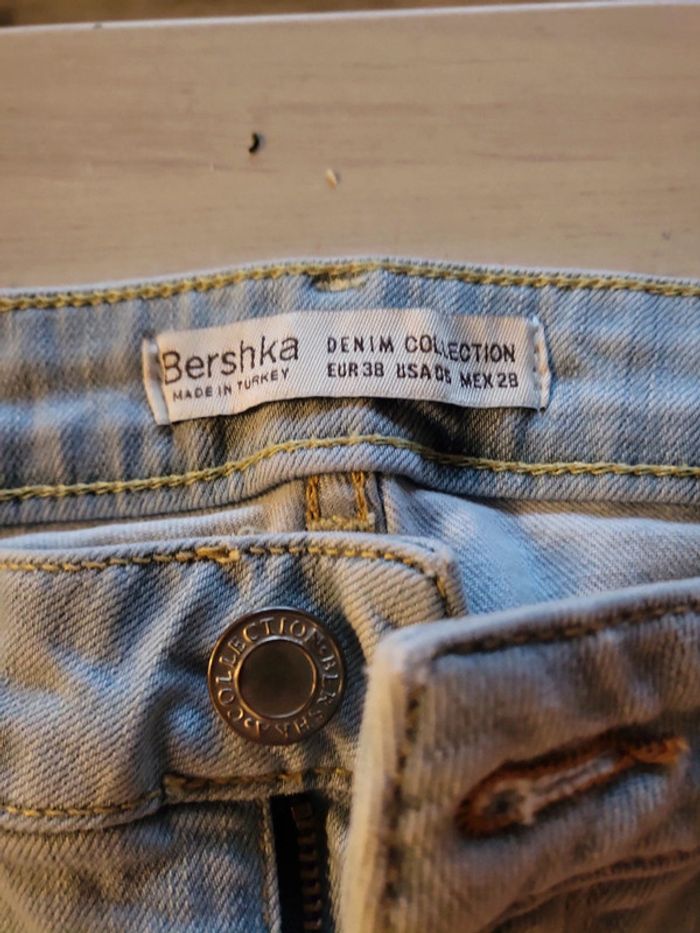 Bershka
MADE IN TURKEY
DENIM COLLECTION
EUR 38 USA 06 MEX 28
COLLECTION·BERSHKA·